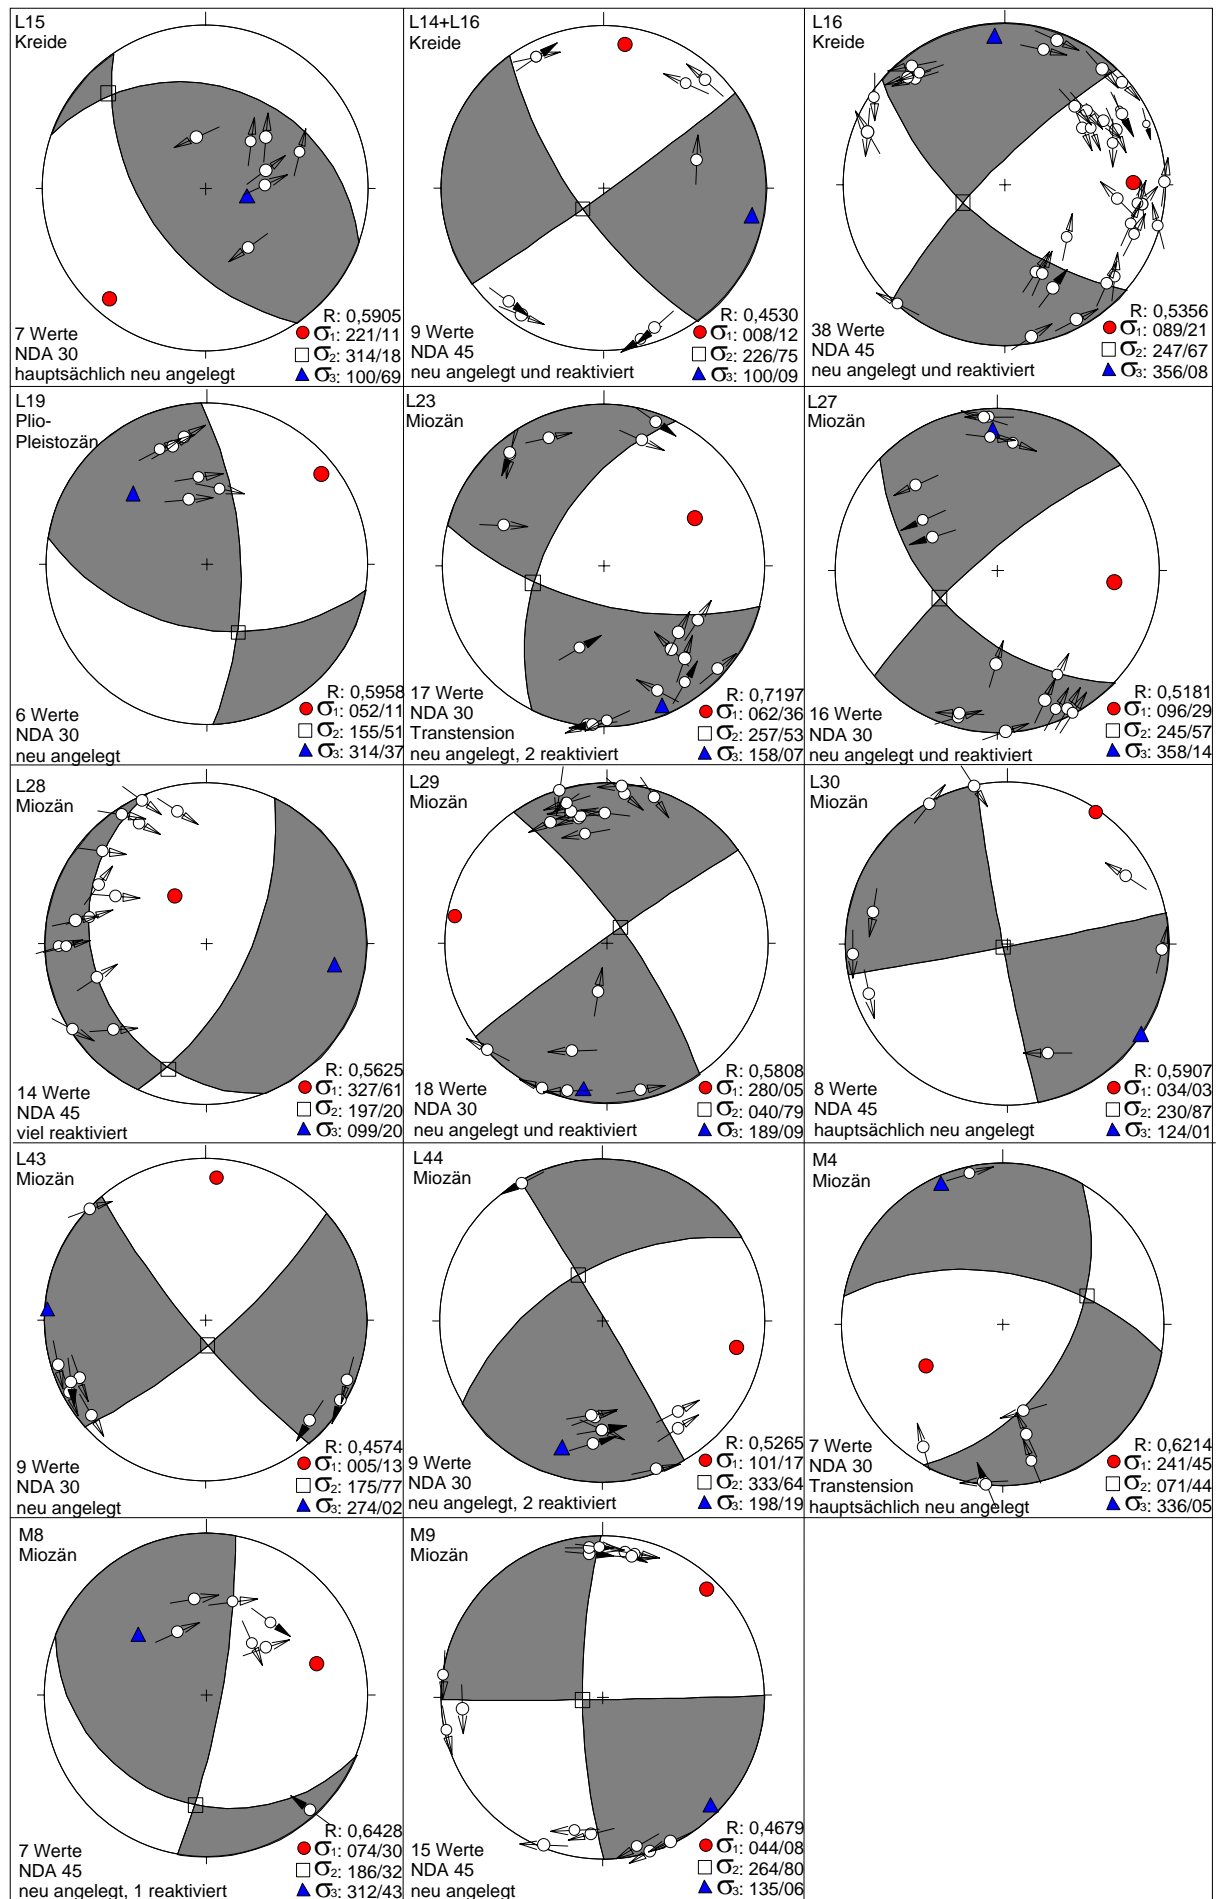 L15
Kreide
R: 0,5905
σ1: 221/11
7 Werte
σ2: 314/18
NDA 30
σ3: 100/69
hauptsächlich neu angelegt
L14+L16
Kreide
R: 0,4530
σ1: 008/12
9 Werte
σ2: 226/75
NDA 45
σ3: 100/09
neu angelegt und reaktiviert
L16
Kreide
R: 0,5356
σ1: 089/21
38 Werte
σ2: 247/67
NDA 45
σ3: 356/08
neu angelegt und reaktiviert
L19
Plio-
Pleistozän
R: 0,5958
σ1: 052/11
6 Werte
σ2: 155/51
NDA 30
σ3: 314/37
neu angelegt
L23
Miozän
R: 0,7197
17 Werte
σ1: 062/36
NDA 30
σ2: 257/53
Transtension
σ3: 158/07
neu angelegt, 2 reaktiviert
L27
Miozän
R: 0,5181
σ1: 096/29
16 Werte
σ2: 245/57
NDA 30
σ3: 358/14
neu angelegt und reaktiviert
L28
Miozän
R: 0,5625
σ1: 327/61
14 Werte
σ2: 197/20
NDA 45
σ3: 099/20
viel reaktiviert
L29
Miozän
R: 0,5808
σ1: 280/05
18 Werte
σ2: 040/79
NDA 30
σ3: 189/09
neu angelegt und reaktiviert
L30
Miozän
R: 0,5907
σ1: 034/03
8 Werte
σ2: 230/87
NDA 45
σ3: 124/01
hauptsächlich neu angelegt
L43
Miozän
R: 0,4574
σ1: 005/13
9 Werte
σ2: 175/77
NDA 30
σ3: 274/02
neu angelegt
L44
Miozän
R: 0,5265
σ1: 101/17
9 Werte
σ2: 333/64
NDA 30
σ3: 198/19
neu angelegt, 2 reaktiviert
M4
Miozän
R: 0,6214
7 Werte
σ1: 241/45
NDA 30
σ2: 071/44
Transtension
σ3: 336/05
hauptsächlich neu angelegt
M8
Miozän
R: 0,6428
σ1: 074/30
7 Werte
σ2: 186/32
NDA 45
σ3: 312/43
neu angelegt, 1 reaktiviert
M9
Miozän
R: 0,4679
σ1: 044/08
15 Werte
σ2: 264/80
NDA 45
σ3: 135/06
neu angelegt